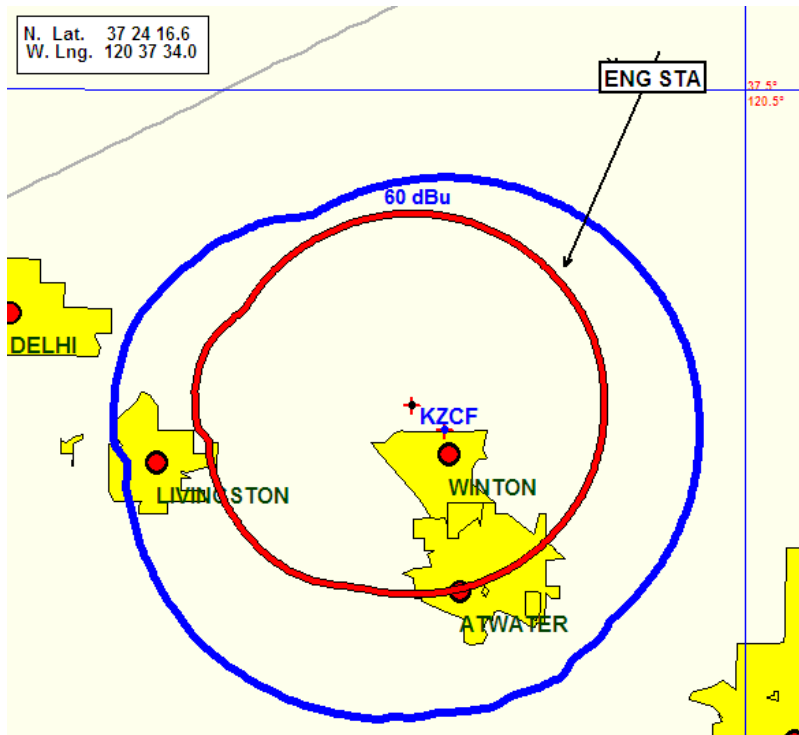 N. Lat. 37 24 16.6
W. Lng. 120 37 34.0
ENG STA
37.5°
120.5°
60 dBu
DELHI
KZCF
LIVINGSTON
WINTON
ATWATER